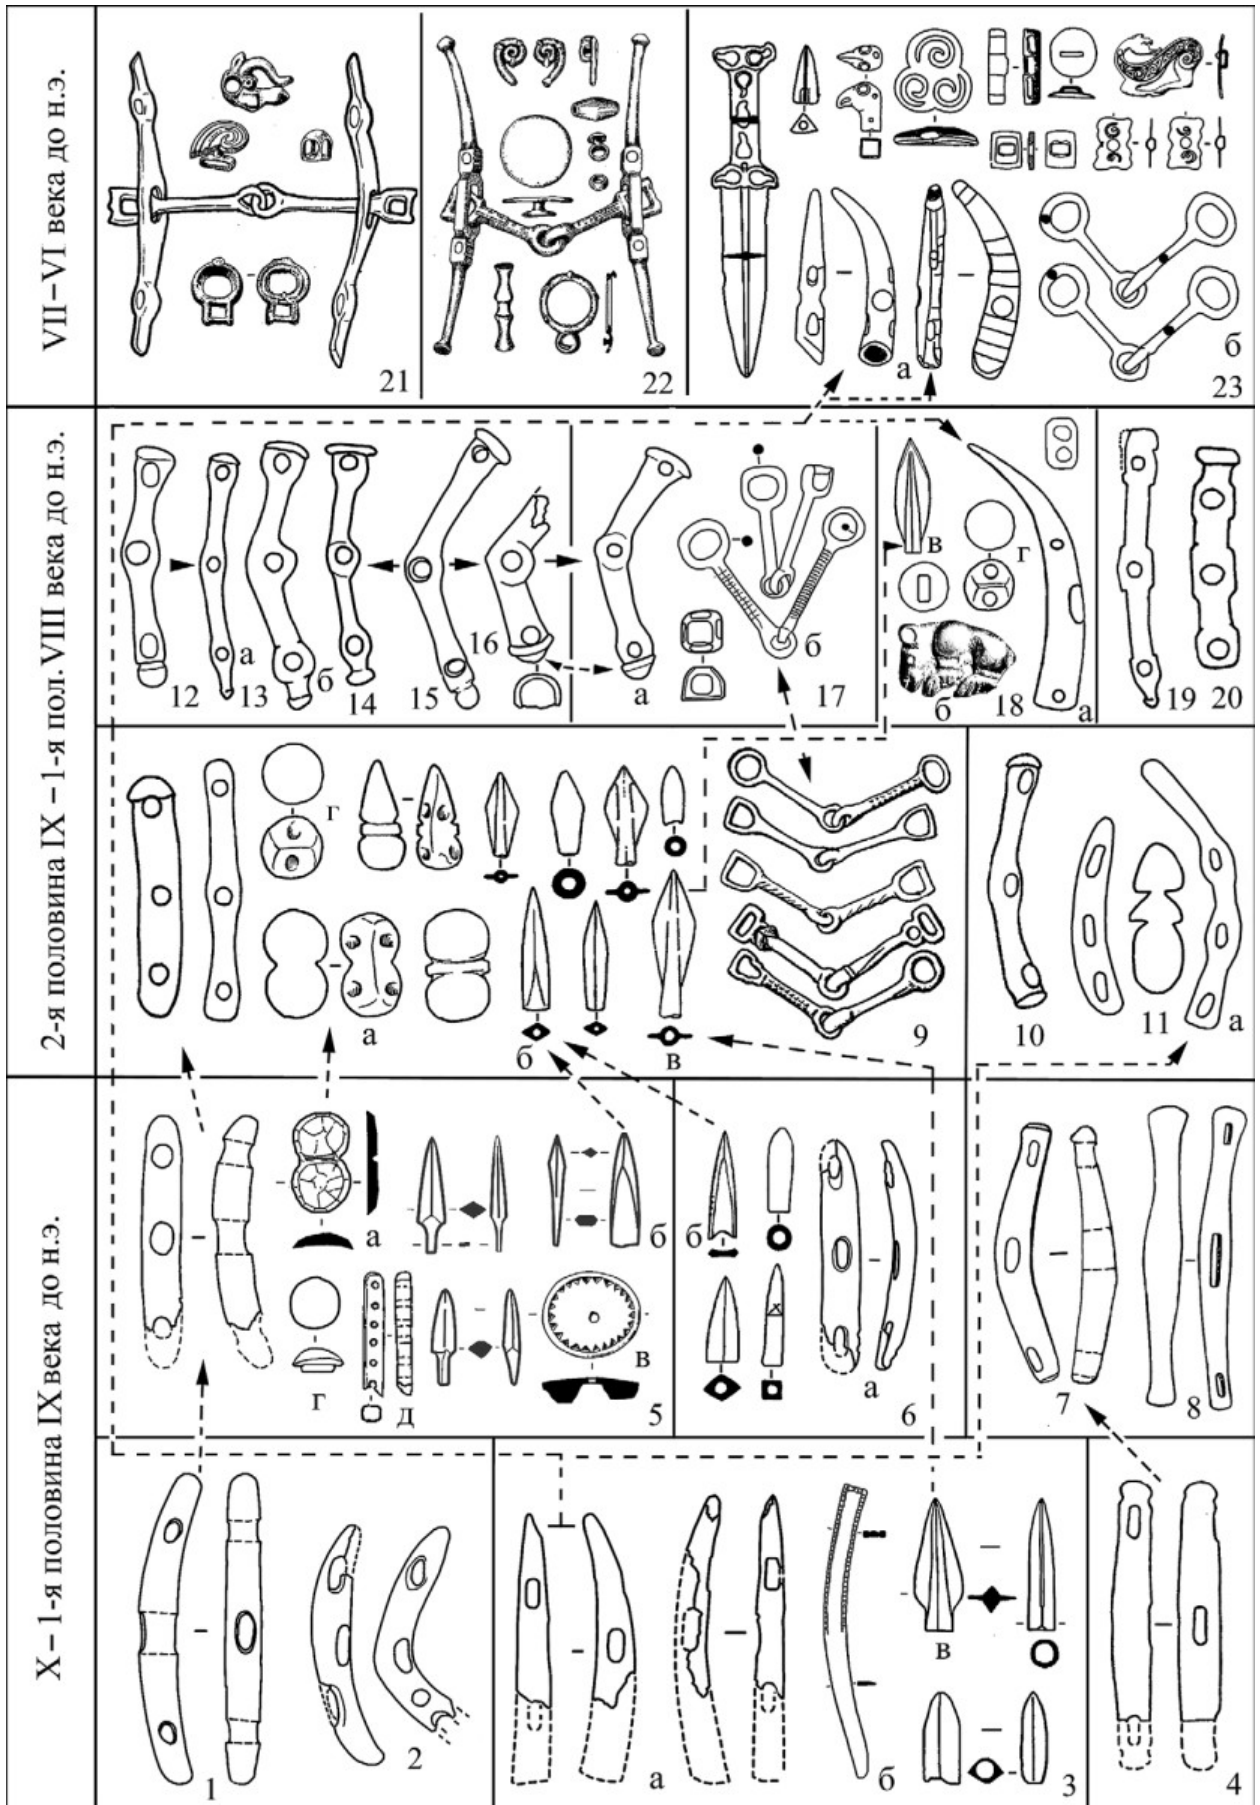 VII–VI века до н.э.
21
22
а
б
23
2-я половина IX – 1-я пол. VIII века до н.э.
12
а
13
б
14
15
16
а
б
17
в
г
б
18
а
19
20
г
а
б
в
9
10
11
а
X – 1-я половина IX века до н.э.
а
б
г
д
в
5
б
а
6
7
8
1
2
а
б
в
3
4